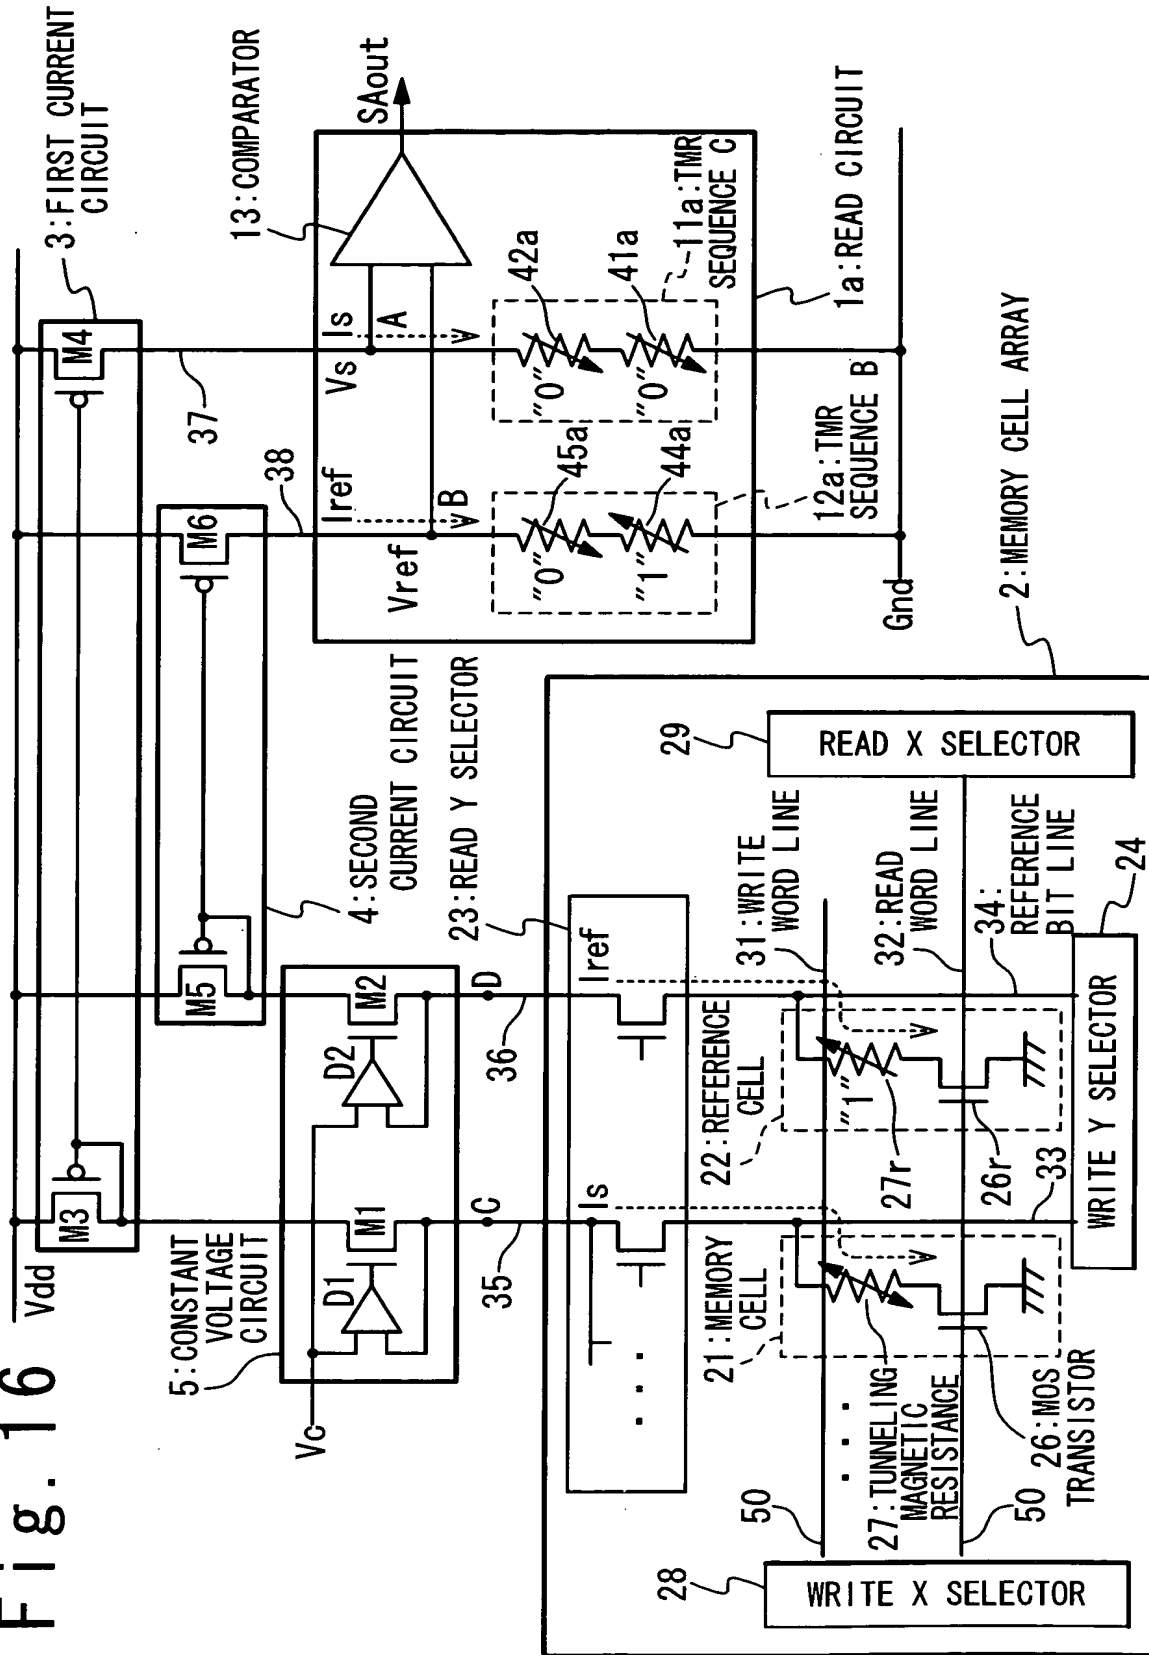 Fig. 16
Vdd
3:FIRST CURRENT
CIRCUIT
M3
M4
M5
M6
37
38
4:SECOND
CURRENT CIRCUIT
5:CONSTANT
VOLTAGE
CIRCUIT
Vc
D1
M1
D2
M2
C
D
35
36
13:COMPARATOR
SAout
Iref
Is
Vref
Vs
A
B
"0"
45a
"1"
44a
"0"
42a
"0"
41a
12a:TMR
SEQUENCE B
11a:TMR
SEQUENCE C
1a:READ CIRCUIT
Gnd
2:MEMORY CELL ARRAY
23:READ Y SELECTOR
Is
Iref
21:MEMORY
CELL
22:REFERENCE
CELL
31:WRITE
WORD LINE
32:READ
WORD LINE
34:
REFERENCE
BIT LINE
29
READ X SELECTOR
28
WRITE X SELECTOR
50
50
27:TUNNELING
MAGNETIC
RESISTANCE
26:MOS
TRANSISTOR
"1"
27r
26r
33
24
WRITE Y SELECTOR